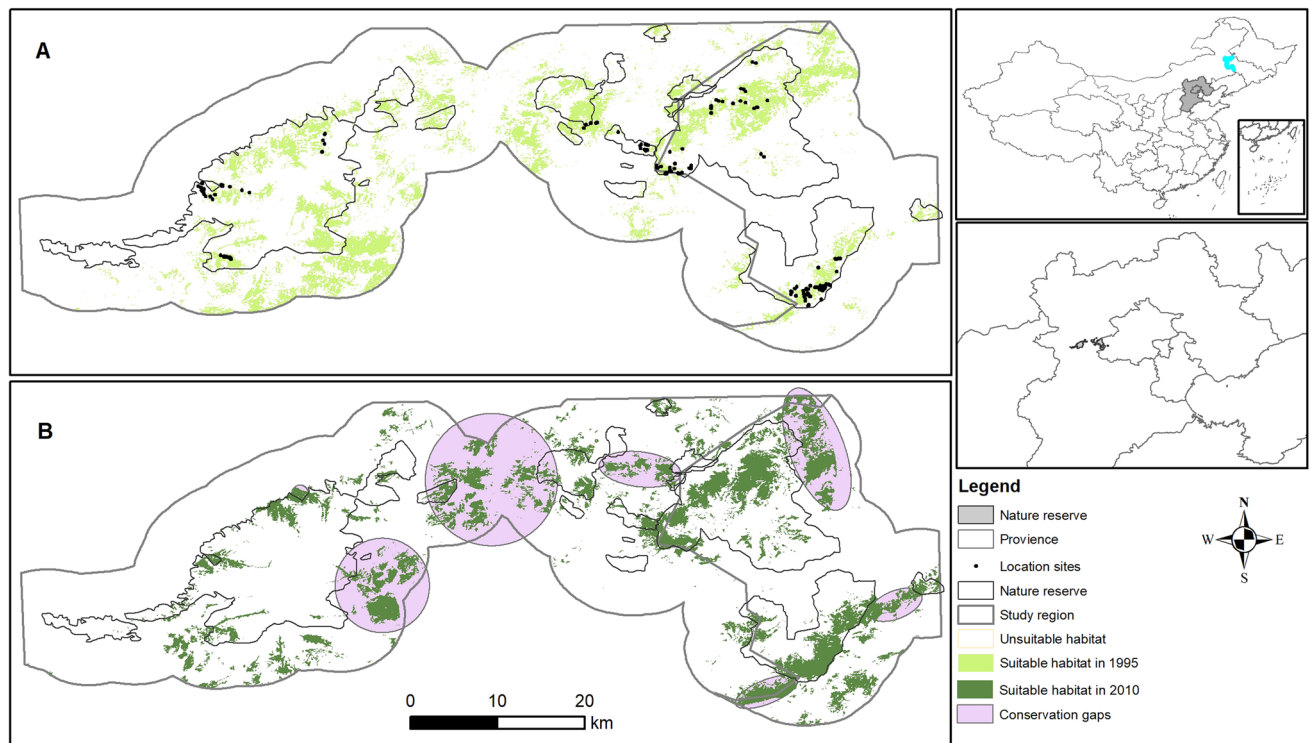 A
B
0 10 20
km
Legend
Nature reserve
Provience
Location sites
Nature reserve
Study region
Unsuitable habitat
Suitable habitat in 1995
Suitable habitat in 2010
Conservation gaps
N
W E
S